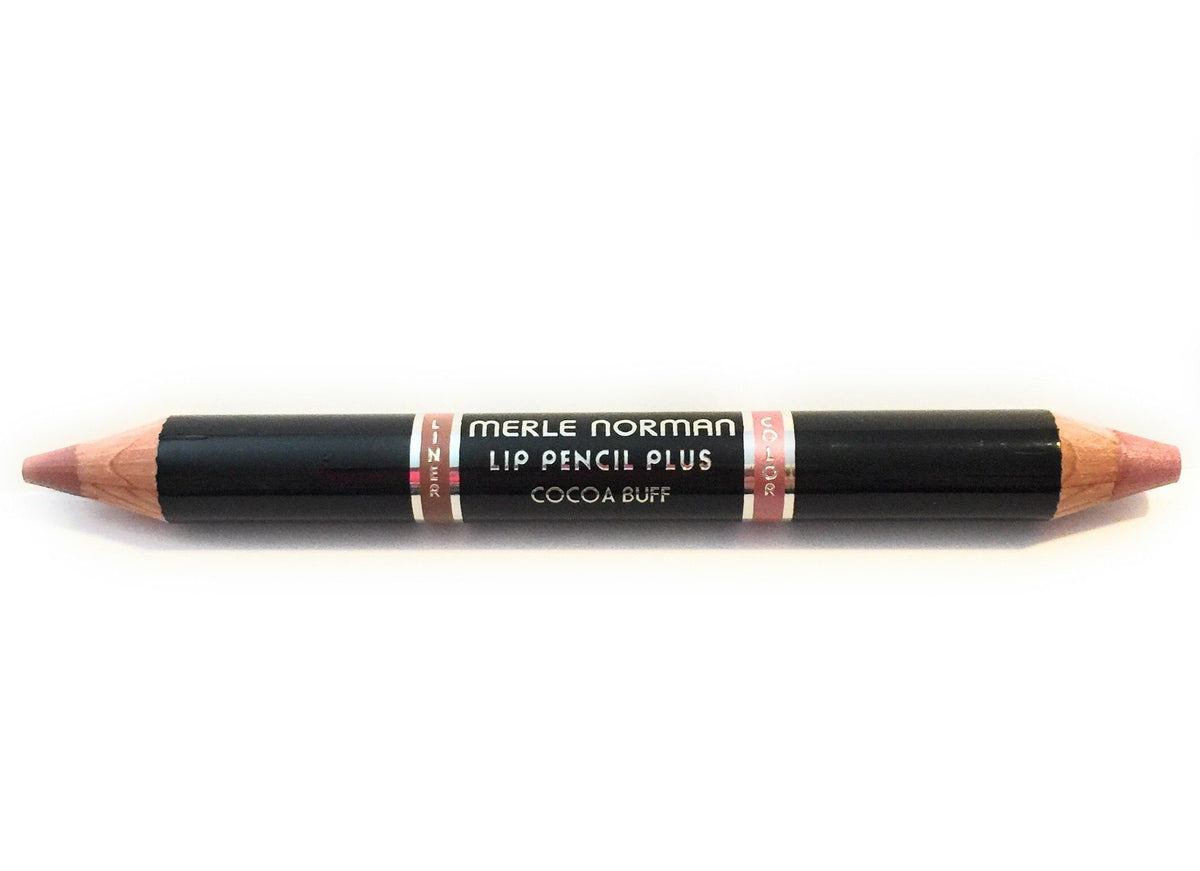 LINER
MERLE NORMAN
LIP PENCIL PLUS
COCOA BUFF
COLOR